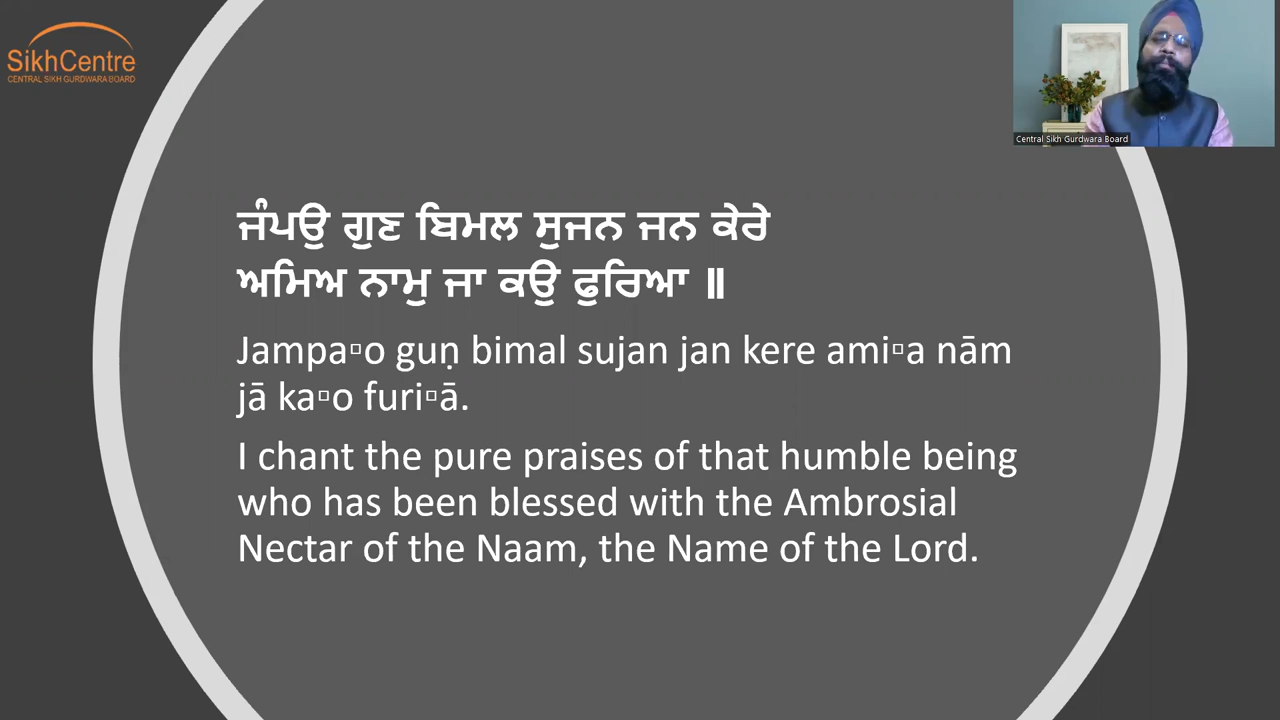 SikhCentre
CENTRAL SIKH GURDWARA BOARD
Central Sikh Gurdwara Board
ਜੰਪਉ ਗੁਣ ਬਿਮਲ ਸੁਜਨ ਜਨ ਕੇਰੇ
ਅਮਿਅ ਨਾਮੁ ਜਾ ਕਉ ਫੁਰਿਆ ॥
Jampa▫o guṇ bimal sujan jan kere ami▫a nām
jā ka▫o furi▫ā.
I chant the pure praises of that humble being
who has been blessed with the Ambrosial
Nectar of the Naam, the Name of the Lord.